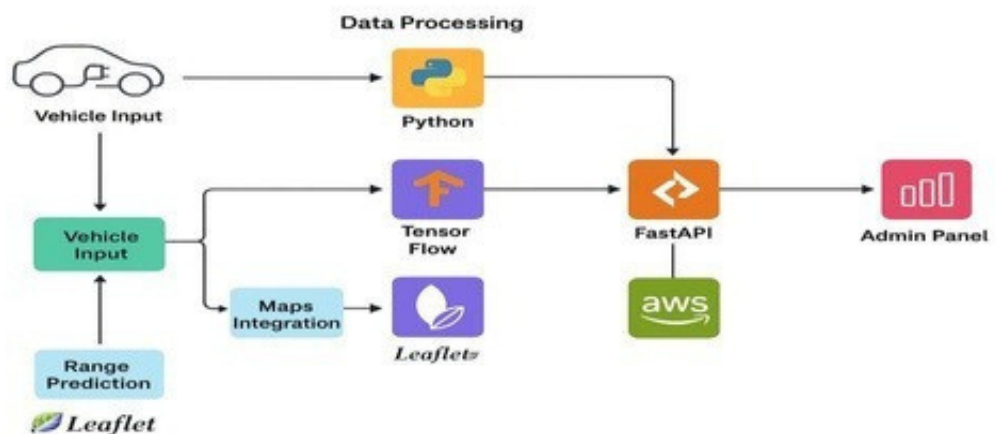 Data Processing
Vehicle Input
Python
Vehicle
Input
Tensor
Flow
FastAPI
Admin Panel
Maps
Integration
Leaflet
aws
Range
Prediction
Leaflet